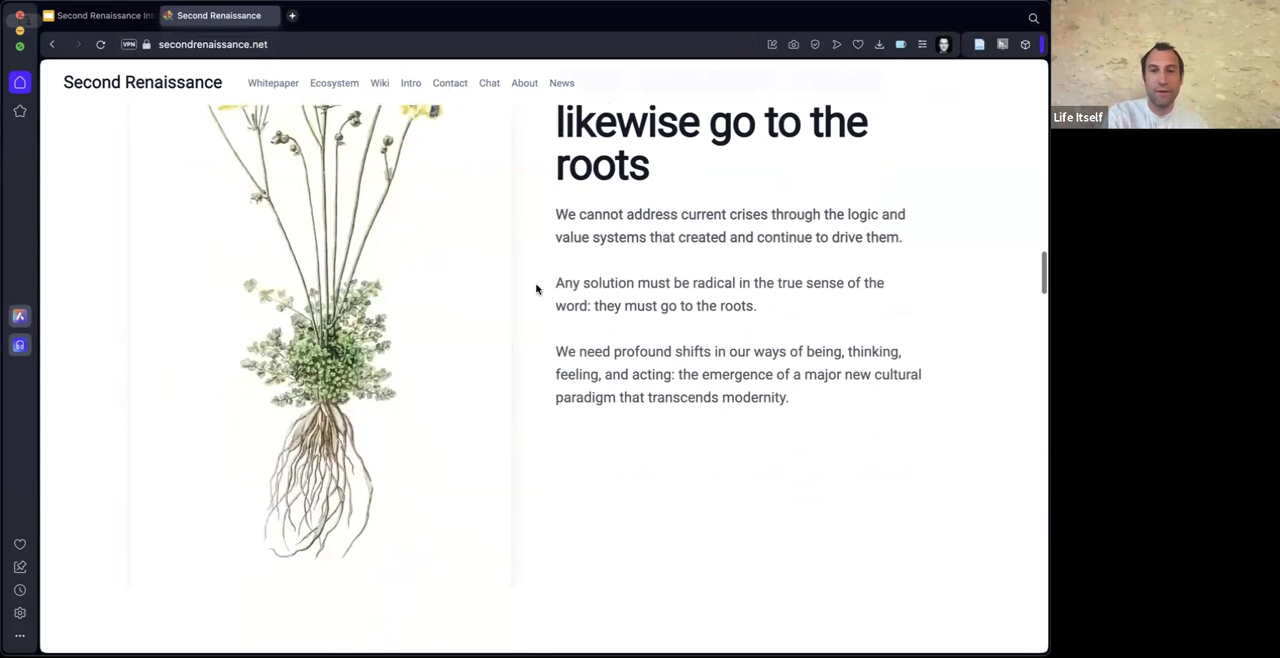 Second Renaissance Int
Second Renaissance
VPN
secondrenaissance.net
Second Renaissance
Whitepaper Ecosystem Wiki Intro Contact Chat About News
likewise go to the
roots
We cannot address current crises through the logic and
value systems that created and continue to drive them.
Any solution must be radical in the true sense of the
word: they must go to the roots.
We need profound shifts in our ways of being, thinking,
feeling, and acting: the emergence of a major new cultural
paradigm that transcends modernity.
Life Itself